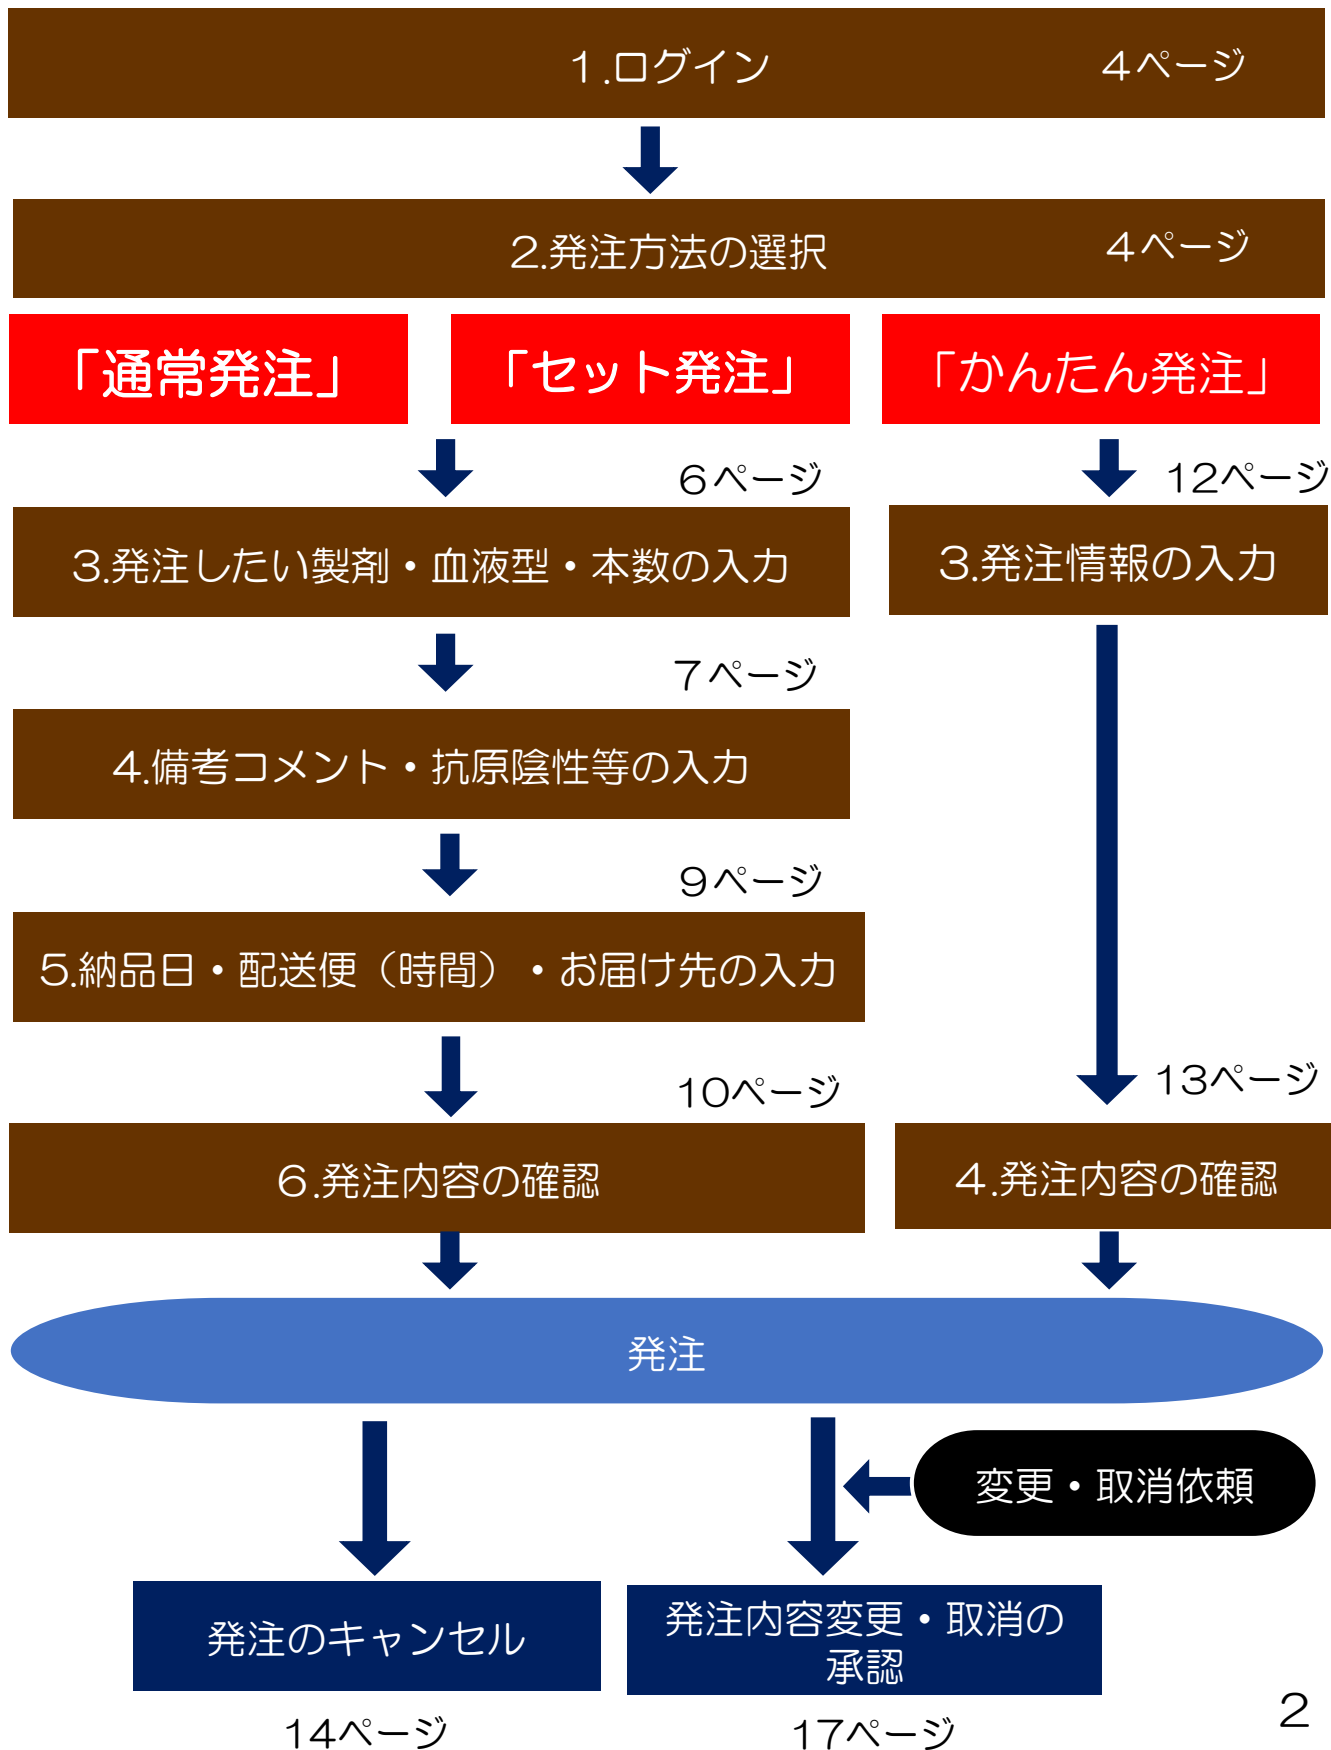 １.ログイン
４ページ
２.発注方法の選択
４ページ
「通常発注」
「セット発注」
「かんたん発注」
６ページ
12ページ
３.発注したい製剤・血液型・本数の入力
３.発注情報の入力
７ページ
４.備考コメント・抗原陰性等の入力
９ページ
５.納品日・配送便（時間）・お届け先の入力
10ページ
13ページ
６.発注内容の確認
４.発注内容の確認
発注
変更・取消依頼
発注のキャンセル
発注内容変更・取消の
承認
14ページ
17ページ
2